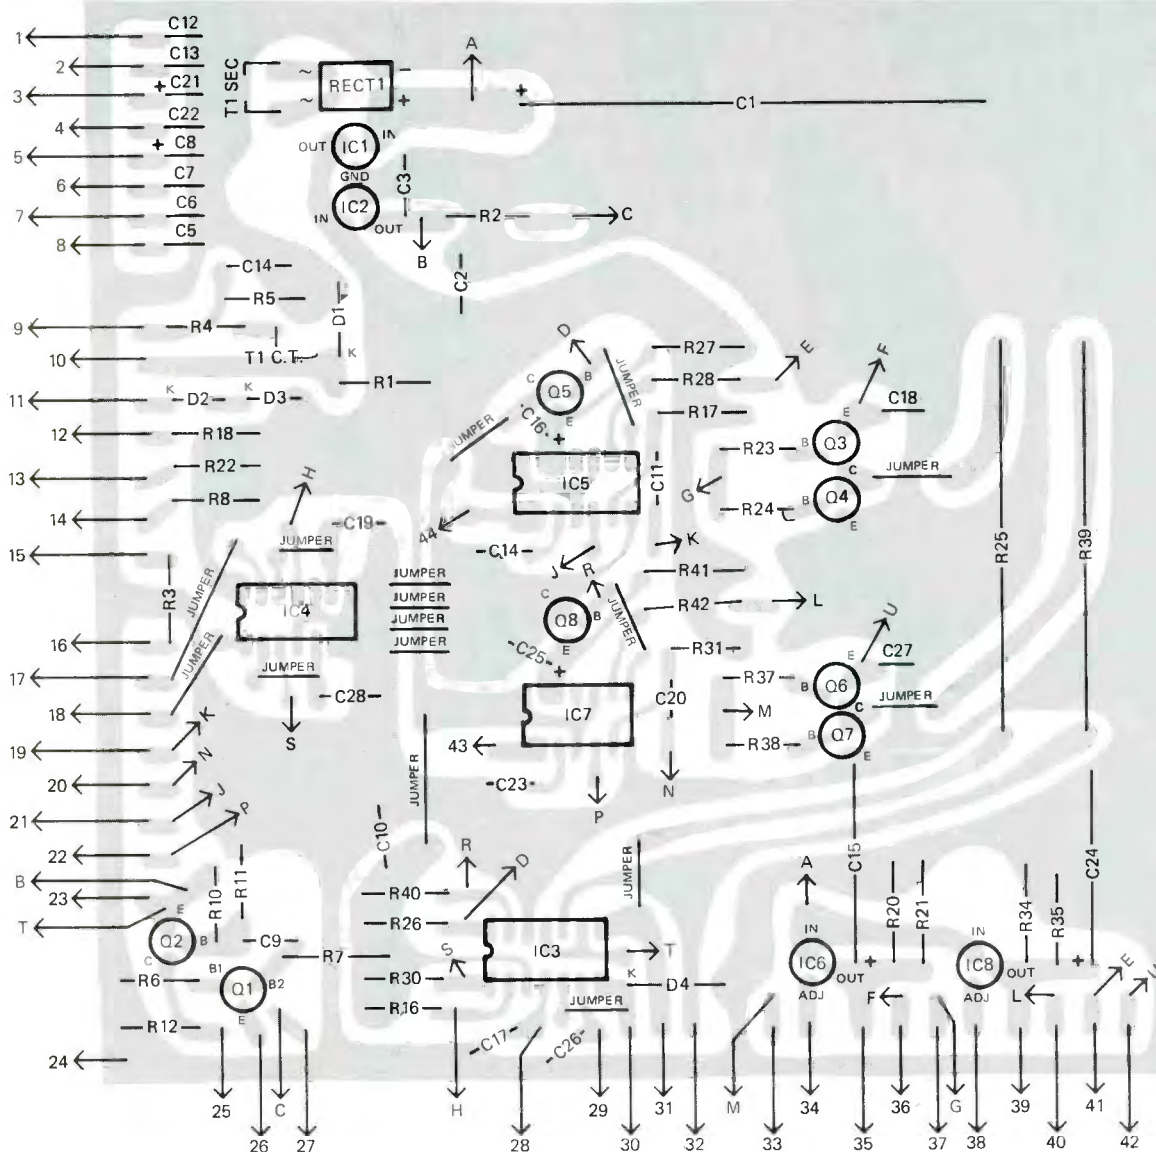 C12
1
A
C13
2
+ C21
3
T1 SEC
~ RECT1 −
~ +
+
C1
C22
4
+ C8
5
OUT IC1 IN
GND
C7
6
C3
C6
7
IN IC2 OUT
R2
C
C5
8
B
C14
C2
R5
D1
9
R4
K
10
T1 C.T.
D
R27
E
F
R1
R28
JUMPER
K
K
11
D2
D3
C Q5 B
E
R17
C18
12
R18
JUMPER
C16
+
E
B Q3
C
R23
13
R22
H
IC5
C11
G
JUMPER
R8
B Q4
E
R24
14
C19
44
JUMPER
C14
K
R25
R39
15
J
R
R41
JUMPER
JUMPER
R3
JUMPER
IC4
JUMPER
JUMPER
JUMPER
C Q8 B
E
JUMPER
R42
L
U
16
JUMPER
C25
+
R31
E
C27
17
JUMPER
R37
B Q6
C
JUMPER
C28
C20
18
K
IC7
M
19
N
S
43
R38
B Q7
E
20
J
JUMPER
C23
N
21
P
P
22
C10
R
D
JUMPER
A
C15
C24
B
R11
R10
R40
R20
R21
R34
R35
23
E
T
R26
IN
IN
Q2 B
C
C9
R7
S
IC3
T
IC6 OUT
ADJ
+
IC8 OUT
ADJ
+
E
U
R6
B1 Q1 B2
E
R30
K
D4
F
L
R16
JUMPER
R12
C17
C26
24
25
C
H
29
31
M
34
36
G
39
41
26
27
28
30
32
33
35
37
38
40
42